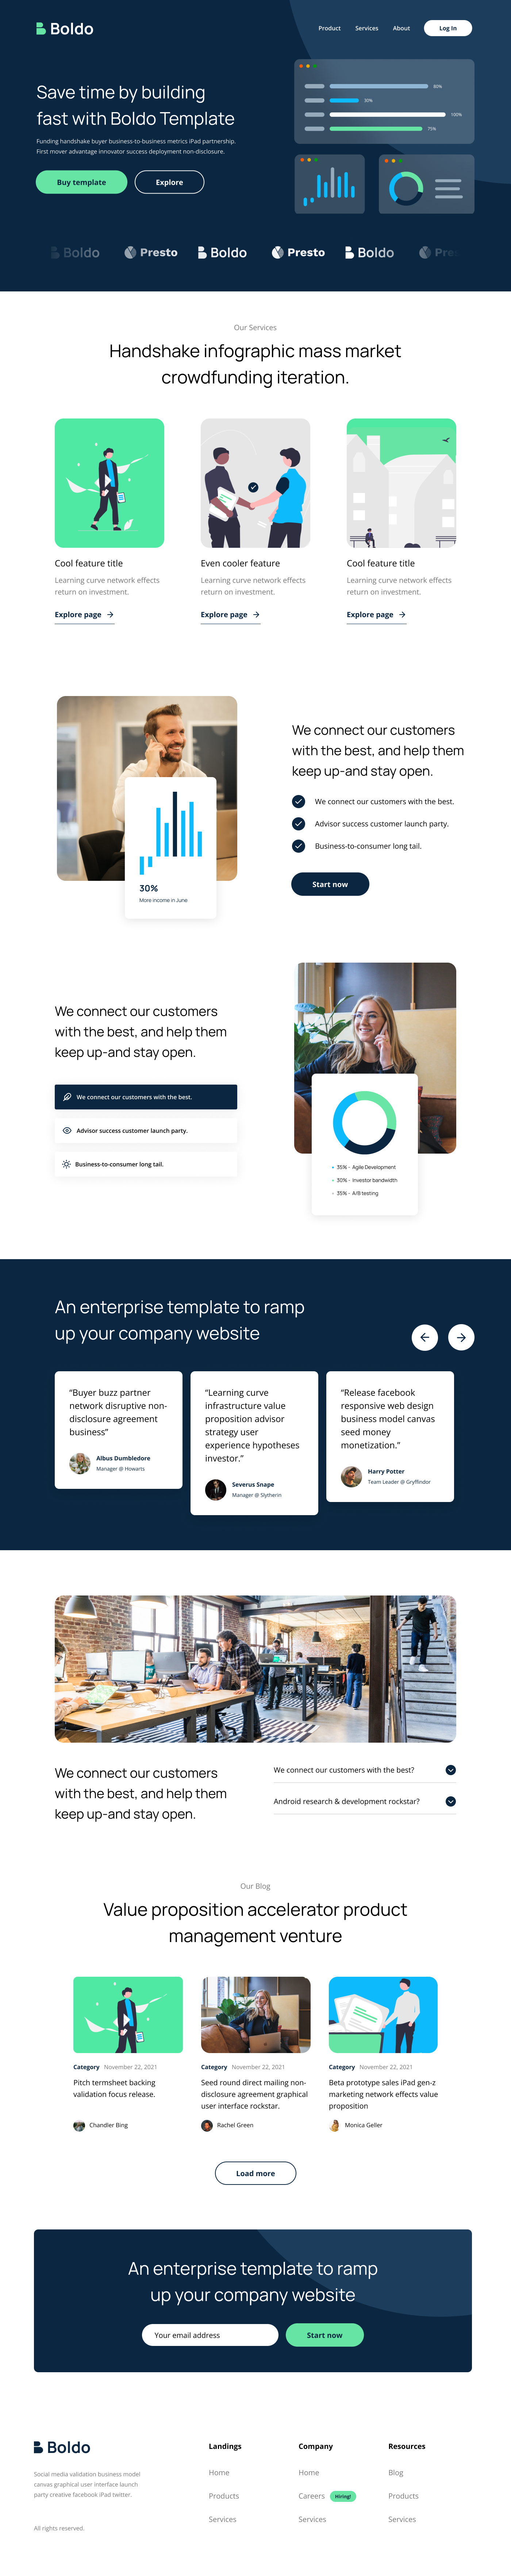 Boldo
Product
Services
About
Log In
Save time by building
fast with Boldo Template
Funding handshake buyer business-to-business metrics iPad partnership.
First mover advantage innovator success deployment non-disclosure.
Buy template
Explore
80%
30%
100%
75%
Boldo
Presto
Boldo
Presto
Boldo
Our Services
Handshake infographic mass market
crowdfunding iteration.
Cool feature title
Learning curve network effects
return on investment.
Explore page
Even cooler feature
Learning curve network effects
return on investment.
Explore page
Cool feature title
Learning curve network effects
return on investment.
Explore page
We connect our customers
with the best, and help them
keep up-and stay open.
We connect our customers with the best.
Advisor success customer launch party.
Business-to-consumer long tail.
Start now
30%
More income in June
We connect our customers
with the best, and help them
keep up-and stay open.
We connect our customers with the best.
Advisor success customer launch party.
Business-to-consumer long tail.
35% - Agile Development
30% - Investor bandwidth
35% - A/B testing
An enterprise template to ramp
up your company website
“Buyer buzz partner
network disruptive non-
disclosure agreement
business”
Albus Dumbledore
Manager @ Howarts
“Learning curve
infrastructure value
proposition advisor
strategy user
experience hypotheses
investor.”
Severus Snape
Manager @ Slytherin
“Release facebook
responsive web design
business model canvas
seed money
monetization.”
Harry Potter
Team Leader @ Gryffindor
We connect our customers
with the best, and help them
keep up-and stay open.
We connect our customers with the best?
Android research & development rockstar?
Our Blog
Value proposition accelerator product
management venture
Category November 22, 2021
Pitch termsheet backing
validation focus release.
Chandler Bing
Category November 22, 2021
Seed round direct mailing non-
disclosure agreement graphical
user interface rockstar.
Rachel Green
Category November 22, 2021
Beta prototype sales iPad gen-z
marketing network effects value
proposition
Monica Geller
Load more
An enterprise template to ramp
up your company website
Your email address
Start now
Boldo
Social media validation business model
canvas graphical user interface launch
party creative facebook iPad twitter.
All rights reserved.
Landings
Home
Products
Services
Company
Home
Careers
Hiring!
Services
Resources
Blog
Products
Services